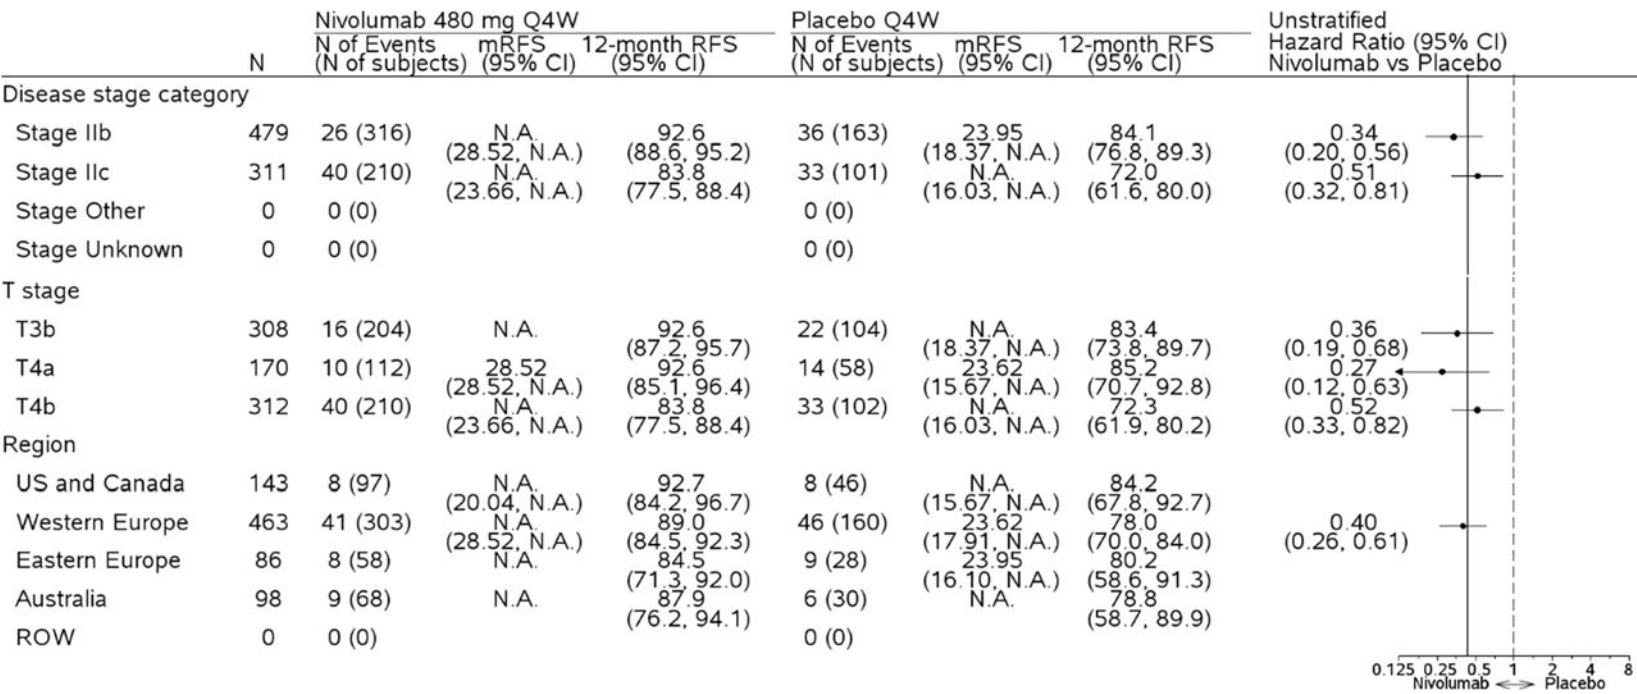 Nivolumab 480 mg Q4W Placebo Q4W Unstratified
N of Events mRFS 12-month RFS N of Events mRFS 12-month RFS Hazard Ratio (95% CI)
N (N of subjects) (95% CI) (95% CI) (N of subjects) (95% CI) (95% CI) Nivolumab vs Placebo
Disease stage category
Stage IIb 479 26 (316) N.A. 92.6 36 (163) 23.95 84.1 0.34
(28.52, N.A.) (88.6, 95.2) (18.37, N.A.) (76.8, 89.3) (0.20, 0.56)
Stage IIc 311 40 (210) N.A. 83.8 33 (101) N.A. 72.0 0.51
(23.66, N.A.) (77.5, 88.4) (16.03, N.A.) (61.6, 80.0) (0.32, 0.81)
Stage Other 0 0 (0) 0 (0)
Stage Unknown 0 0 (0) 0 (0)
T stage
T3b 308 16 (204) N.A. 92.6 22 (104) N.A. 83.4 0.36
(87.2, 95.7) (18.37, N.A.) (73.8, 89.7) (0.19, 0.68)
T4a 170 10 (112) 28.52 92.6 14 (58) 23.62 85.2 0.27
(28.52, N.A.) (85.1, 96.4) (15.67, N.A.) (70.7, 92.8) (0.12, 0.63)
T4b 312 40 (210) N.A. 83.8 33 (102) N.A. 72.3 0.52
(23.66, N.A.) (77.5, 88.4) (16.03, N.A.) (61.9, 80.2) (0.33, 0.82)
Region
US and Canada 143 8 (97) N.A. 92.7 8 (46) N.A. 84.2
(20.04, N.A.) (84.2, 96.7) (15.67, N.A.) (67.8, 92.7)
Western Europe 463 41 (303) N.A. 89.0 46 (160) 23.62 78.0 0.40
(28.52, N.A.) (84.5, 92.3) (17.91, N.A.) (70.0, 84.0) (0.26, 0.61)
Eastern Europe 86 8 (58) N.A. 84.5 9 (28) 23.95 80.2
(71.3, 92.0) (16.10, N.A.) (58.6, 91.3)
Australia 98 9 (68) N.A. 87.9 6 (30) N.A. 78.8
(76.2, 94.1) (58.7, 89.9)
ROW 0 0 (0) 0 (0)
0.125 0.25 0.5 1 2 4 8
Nivolumab Placebo